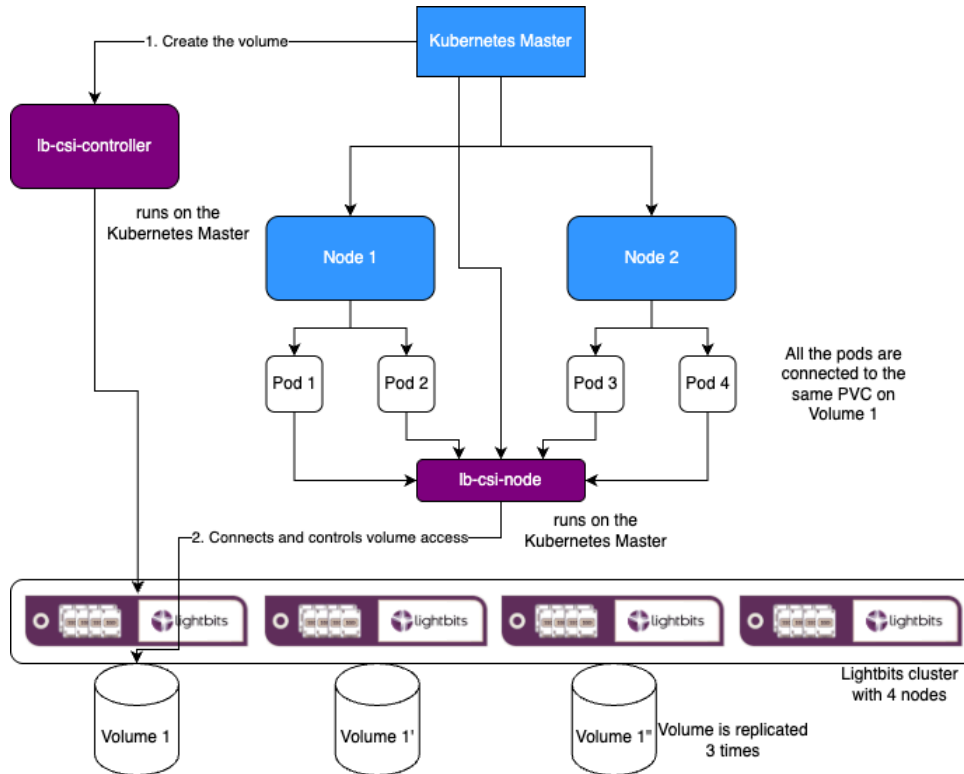 Kubernetes Master
1. Create the volume
lb-csi-controller
runs on the
Kubernetes Master
Node 1
Node 2
Pod 1
Pod 2
Pod 3
Pod 4
All the pods are
connected to the
same PVC on
Volume 1
lb-csi-node
runs on the
Kubernetes Master
2. Connects and controls volume access
lightbits
lightbits
lightbits
lightbits
Lightbits cluster
with 4 nodes
Volume 1
Volume 1'
Volume 1"
Volume is replicated
3 times